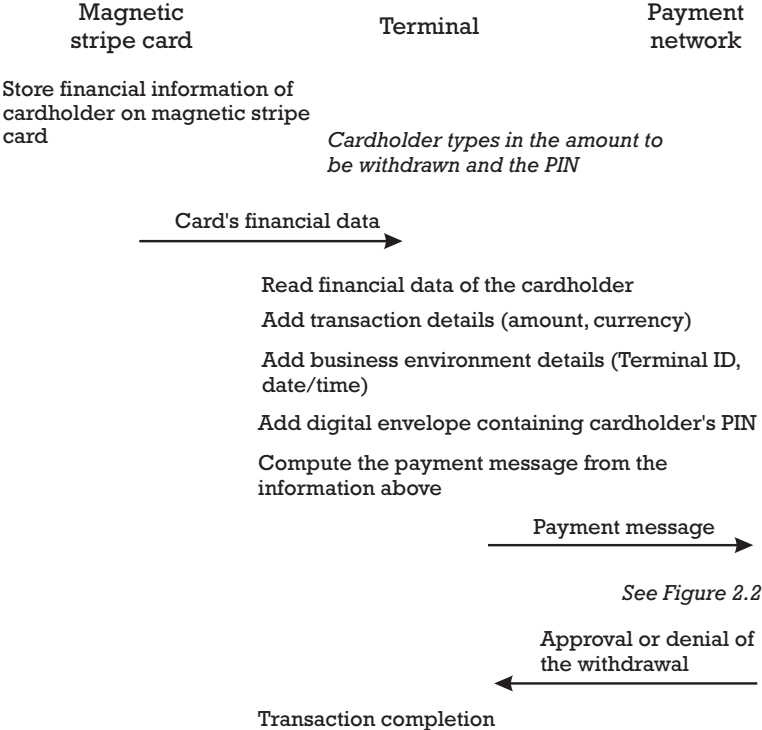 Magnetic
stripe card
Terminal
Payment
network
Store financial information of
cardholder on magnetic stripe
card
Cardholder types in the amount to
be withdrawn and the PIN
Card's financial data
Read financial data of the cardholder
Add transaction details (amount, currency)
Add business environment details (Terminal ID,
date/time)
Add digital envelope containing cardholder's PIN
Compute the payment message from the
information above
Payment message
See Figure 2.2
Approval or denial of
the withdrawal
Transaction completion